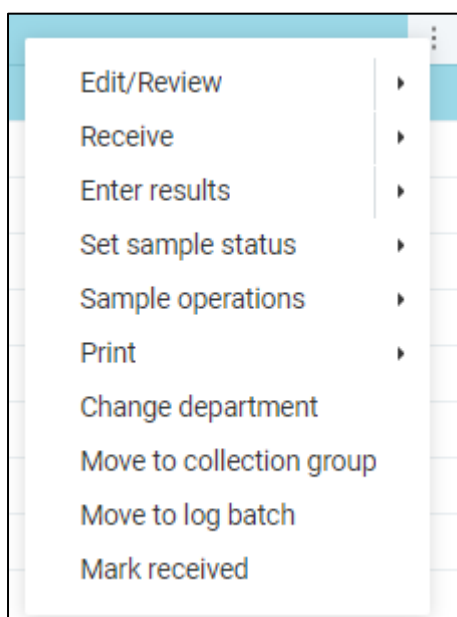 Edit/Review
Receive
Enter results
Set sample status
Sample operations
Print
Change department
Move to collection group
Move to log batch
Mark received